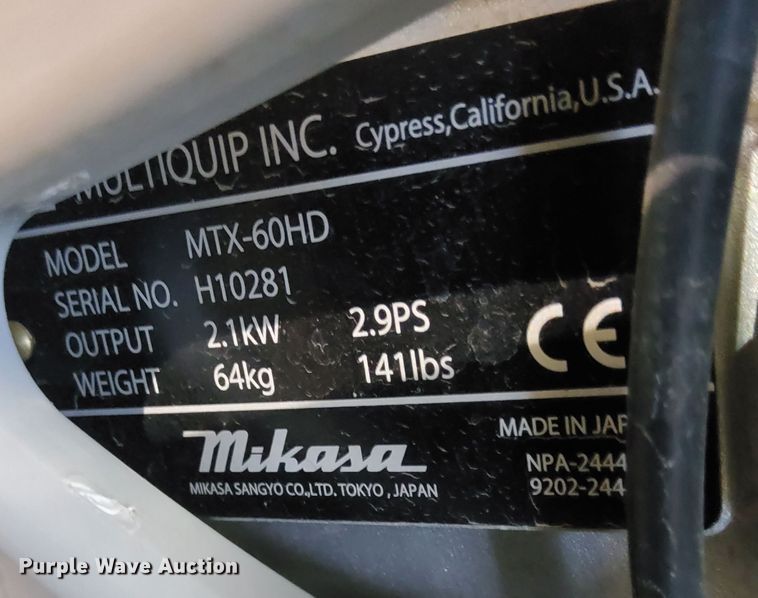 MULTIQUIP INC. Cypress,California,U.S.A.
MODEL MTX-60HD
SERIAL NO. H10281
OUTPUT 2.1kW 2.9PS
WEIGHT 64kg 141lbs
CE
Mikasa
MIKASA SANGYO CO.,LTD. TOKYO, JAPAN
MADE IN JAP
NPA-2444
9202-244
Purple Wave Auction